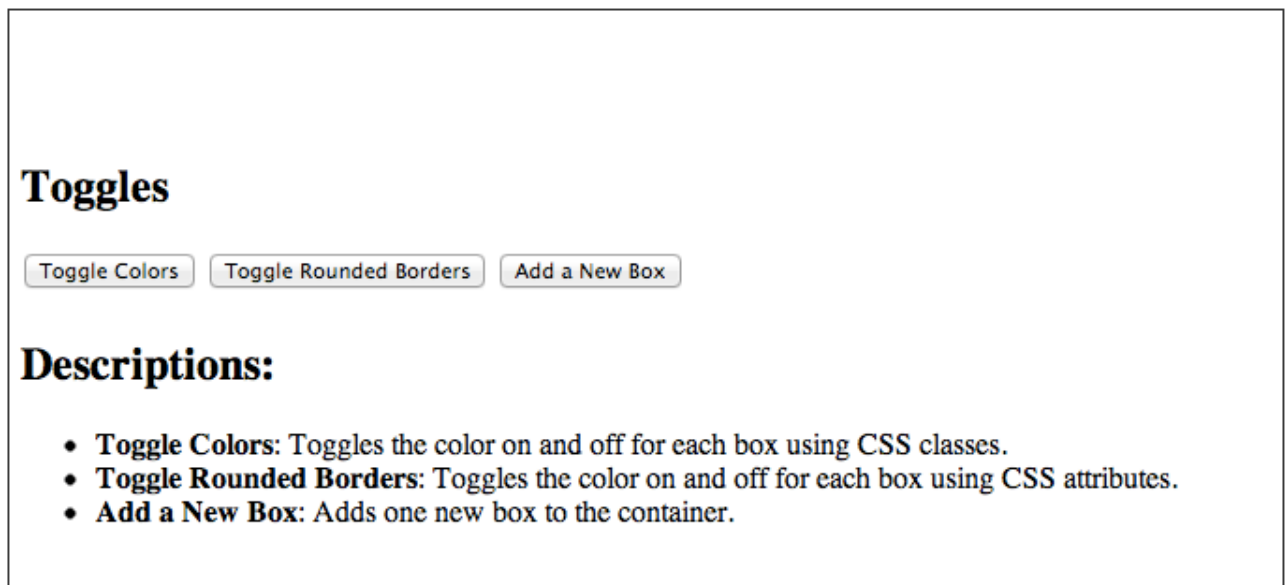 Toggles
Toggle Colors Toggle Rounded Borders Add a New Box
Descriptions:
• Toggle Colors: Toggles the color on and off for each box using CSS classes.
• Toggle Rounded Borders: Toggles the color on and off for each box using CSS attributes.
• Add a New Box: Adds one new box to the container.